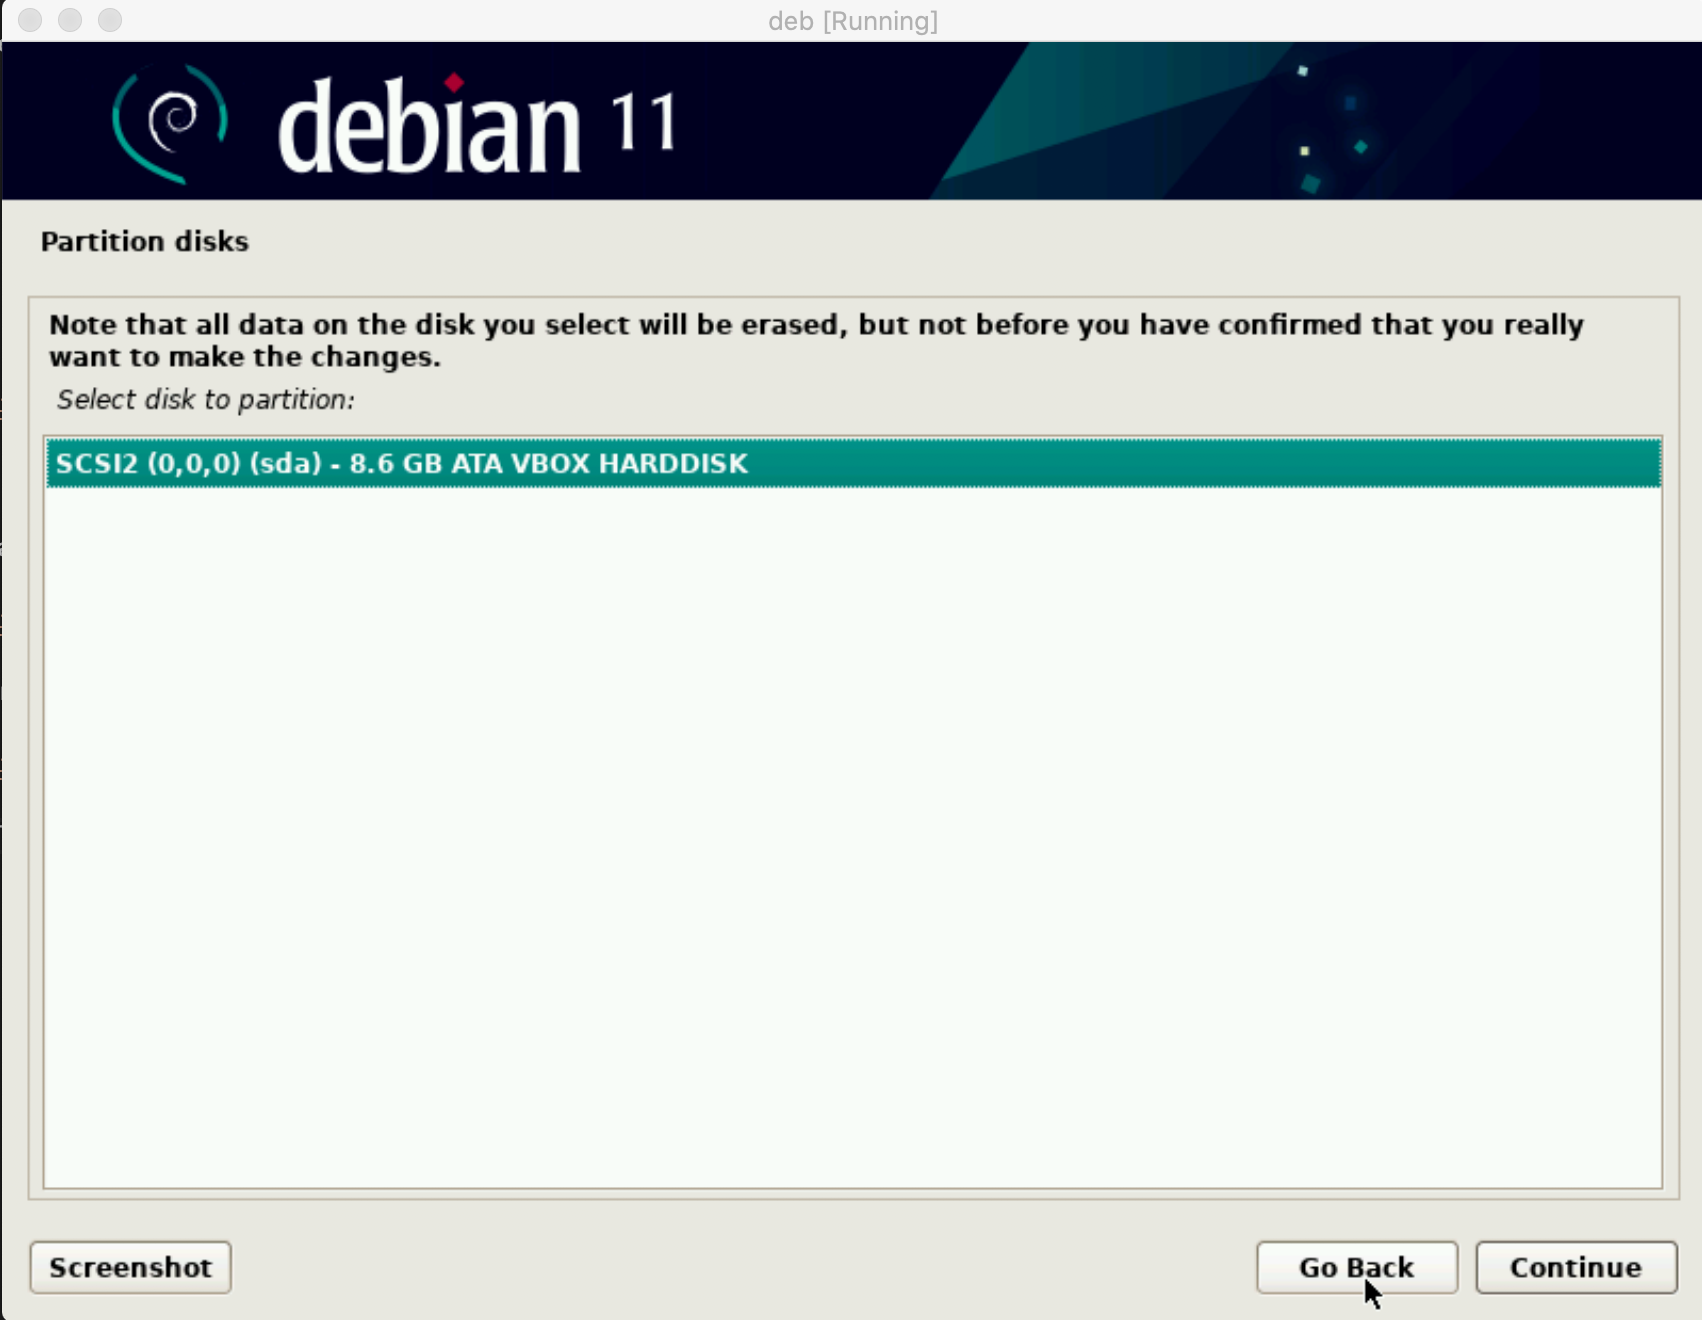 deb [Running]
debian 11
Partition disks
Note that all data on the disk you select will be erased, but not before you have confirmed that you really
want to make the changes.
Select disk to partition:
SCSI2 (0,0,0) (sda) - 8.6 GB ATA VBOX HARDDISK
Screenshot
Go Back
Continue